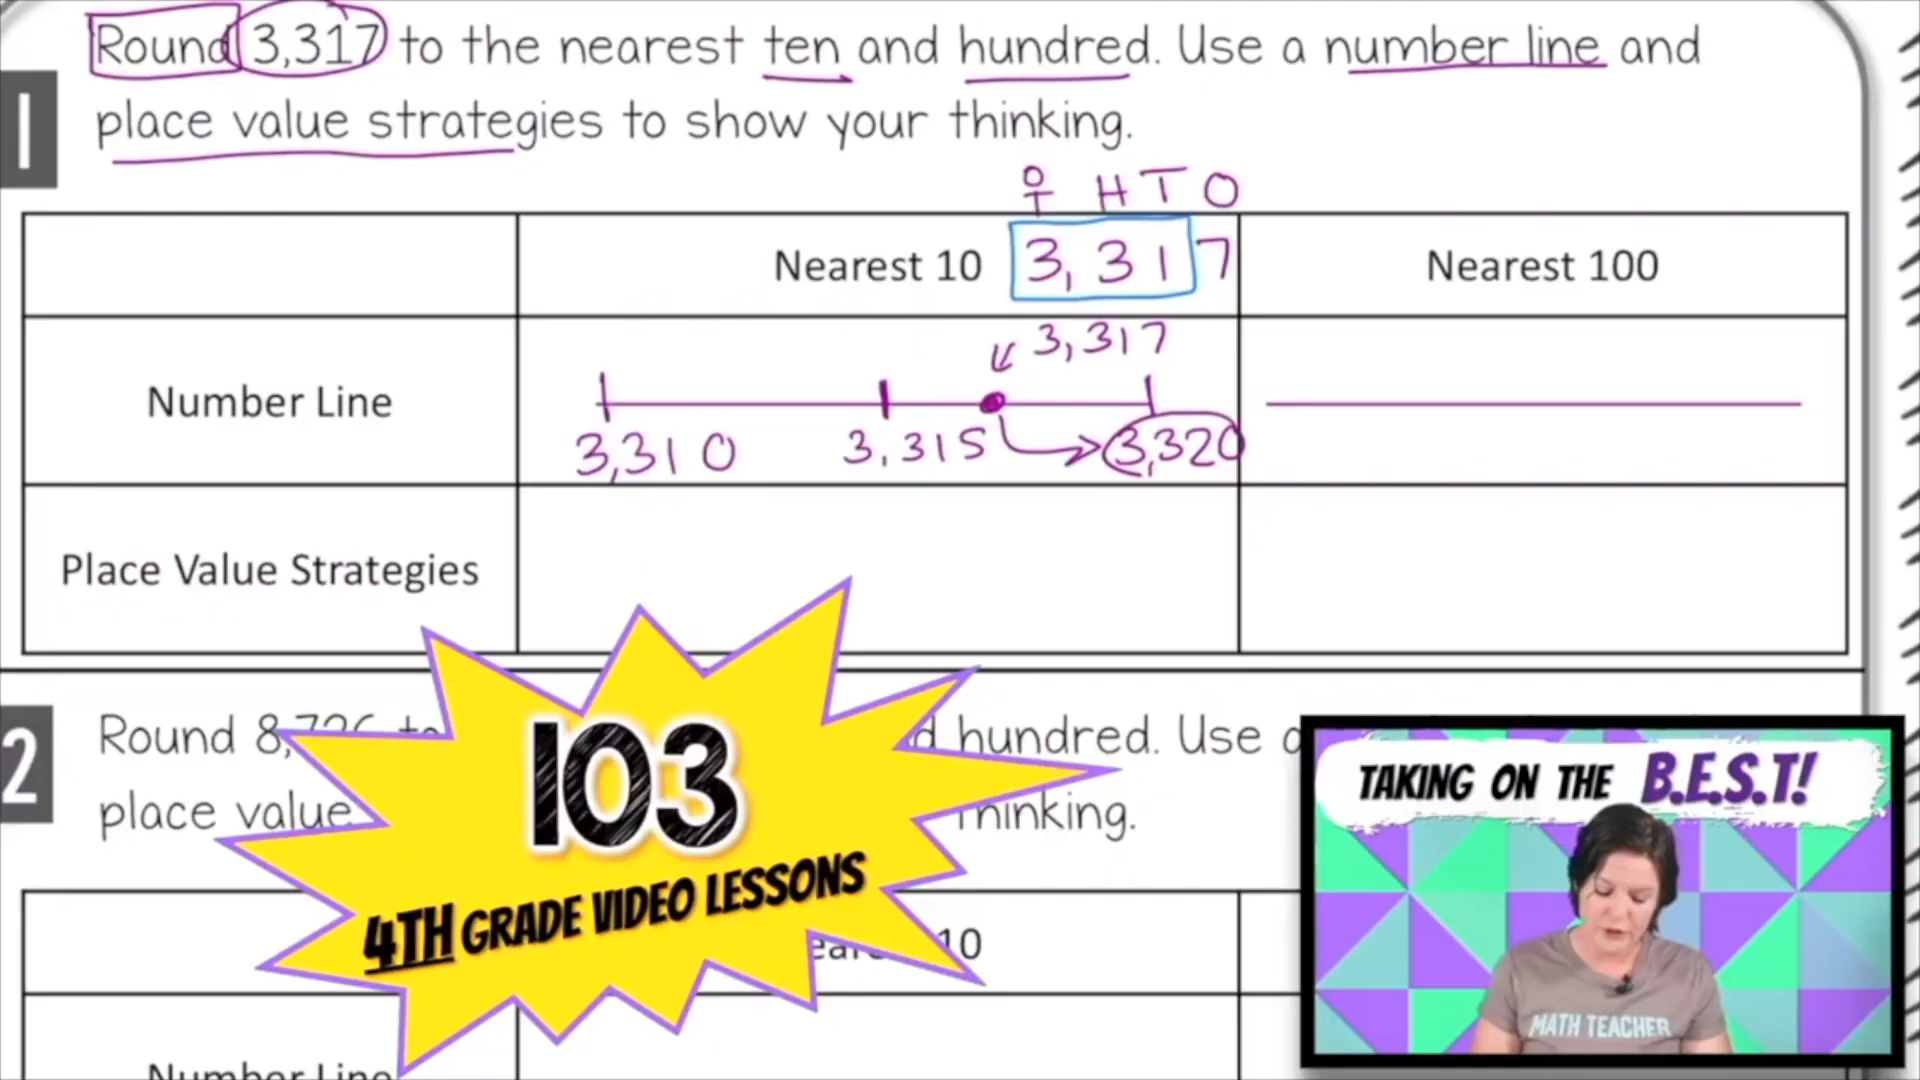 Round 3,317 to the nearest ten and hundred. Use a number line and
1
place value strategies to show your thinking.
O H T O
T
Nearest 10 3,317 Nearest 100
3,317
Number Line
3,310 3,315 3,320
Place Value Strategies
2
Round hundred. Use a
place value thinking.
103
4TH GRADE VIDEO LESSONS
10
Number Line
TAKING ON THE B.E.S.T!
MATH TEACHER